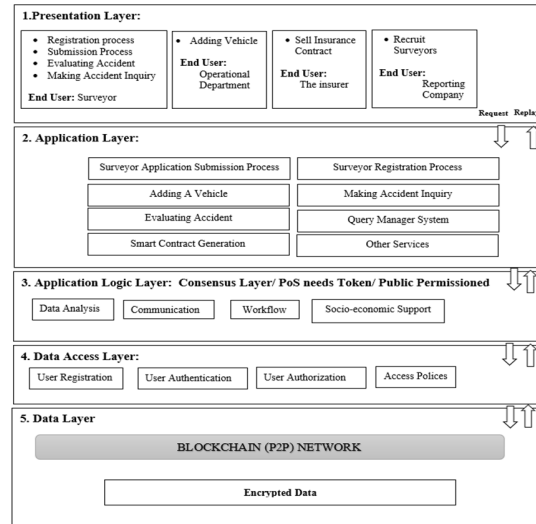 1.Presentation Layer:
• Registration process
• Submission Process
• Evaluating Accident
• Making Accident Inquiry
End User: Surveyor
• Adding Vehicle
End User:
Operational
Department
• Sell Insurance
Contract
End User:
The insurer
• Recruit
Surveyors
End User:
Reporting
Company
Request Replay
2. Application Layer:
Surveyor Application Submission Process
Surveyor Registration Process
Adding A Vehicle
Making Accident Inquiry
Evaluating Accident
Query Manager System
Smart Contract Generation
Other Services
3. Application Logic Layer: Consensus Layer/ PoS needs Token/ Public Permissioned
Data Analysis
Communication
Workflow
Socio-economic Support
4. Data Access Layer:
User Registration
User Authentication
User Authorization
Access Polices
5. Data Layer
BLOCKCHAIN (P2P) NETWORK
Encrypted Data